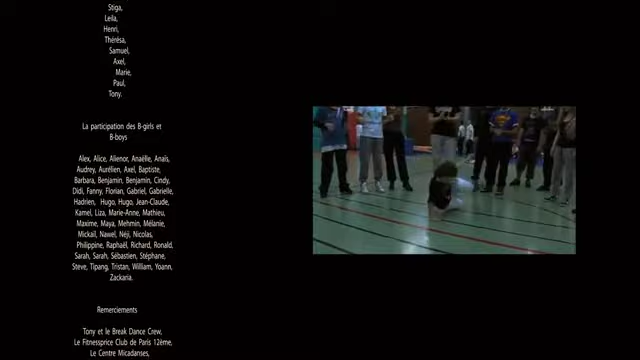 Stiga,
Leila,
Henri,
Thérésa,
Samuel,
Axel,
Marie,
Paul,
Tony.
La participation des B-girls et
B-boys
Alex, Alice, Alienor, Anaëlle, Anaïs,
Audrey, Aurélien, Axel, Baptiste,
Barbara, Benjamin, Benjamin, Cindy,
Didi, Fanny, Florian, Gabriel, Gabrielle,
Hadrien, Hugo, Hugo, Jean-Claude,
Kamel, Liza, Marie-Anne, Mathieu,
Maxime, Maya, Mehmin, Mélanie,
Mickaïl, Nawel, Néji, Nicolas,
Philippine, Raphaël, Richard, Ronald.
Sarah, Sarah, Sébastien, Stéphane,
Steve, Tipang, Tristan, William, Yoann,
Zackaria.
Remerciements
Tony et le Break Dance Crew,
Le Fitnessprice Club de Paris 12ème,
Le Centre Micadanses,